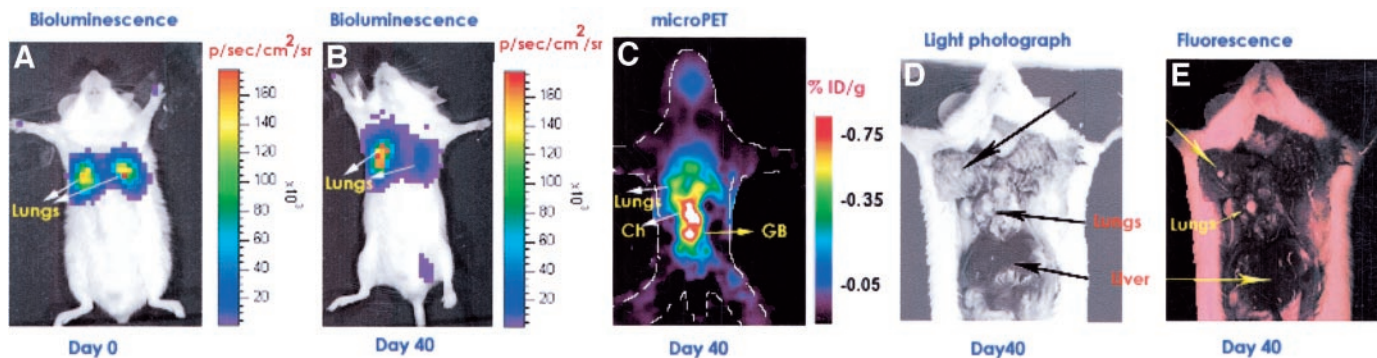 Bioluminescence
A
p/sec/cm²/sr
160
140
120
100
80
60
40
20
x10³
Lungs
Day 0
Bioluminescence
B
p/sec/cm²/sr
160
140
120
100
80
60
40
20
x10³
Lungs
Day 40
microPET
C
% ID/g
-0.75
-0.35
-0.05
Lungs
Ch
GB
Day 40
Light photograph
D
Lungs
Liver
Day40
Fluorescence
E
Lungs
Day 40